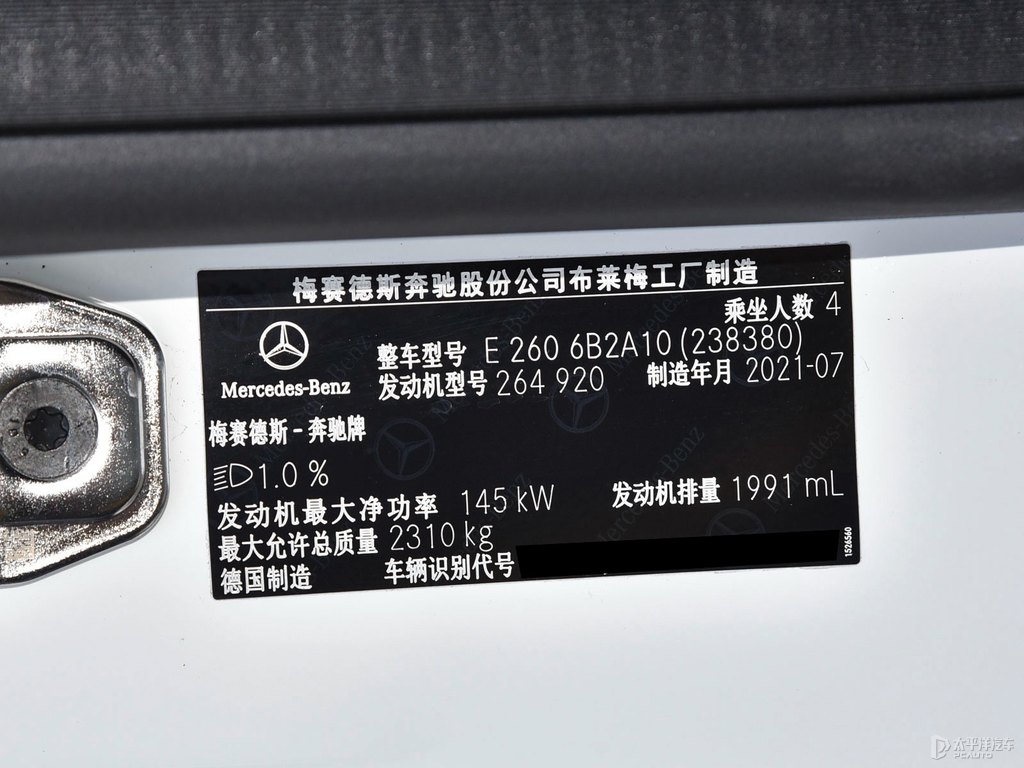 梅赛德斯奔驰股份公司布莱梅工厂制造
乘坐人数 4
整车型号 E 260 6B2A10 (238380)
Mercedes-Benz
发动机型号 264 920 制造年月 2021-07
梅赛德斯-奔驰牌
1.0 %
发动机最大净功率 145 kW 发动机排量 1991 mL
最大允许总质量 2310 kg
德国制造 车辆识别代号
1526560
太平洋汽车
PCAUTO